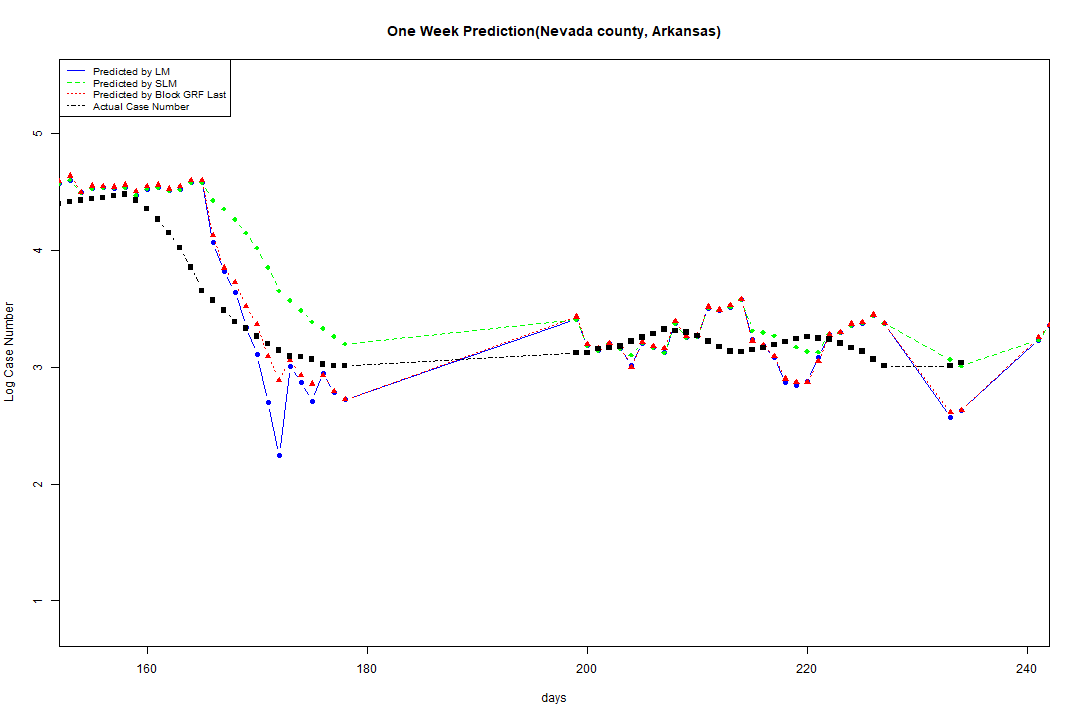 One Week Prediction(Nevada county, Arkansas)
Predicted by LM
Predicted by SLM
Predicted by Block GRF Last
Actual Case Number
5
4
3
2
1
Log Case Number
160
180
200
220
240
days